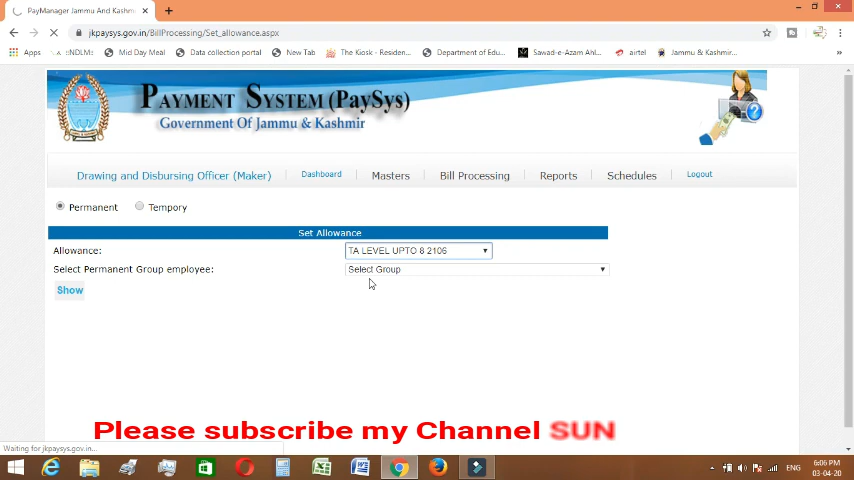 PayManager Jammu And Kashm
jkpaysys.gov.in/BillProcessing/Set_allowance.aspx
Apps
::NDLM::
Mid Day Meal
Data collection portal
New Tab
The Kiosk - Residen...
Department of Edu...
Sawad-e-Azam Ahl...
airtel
Jammu & Kashmir...
PAYMENT SYSTEM (PaySys)
Government Of Jammu & Kashmir
Drawing and Disbursing Officer (Maker)
Dashboard
Masters
Bill Processing
Reports
Schedules
Logout
Permanent
Tempory
Set Allowance
Allowance:
TA LEVEL UPTO 8 2106
Select Permanent Group employee:
Select Group
Show
Please subscribe my Channel SUN
Waiting for jkpaysys.gov.in...
ENG
6:06 PM
03-04-20